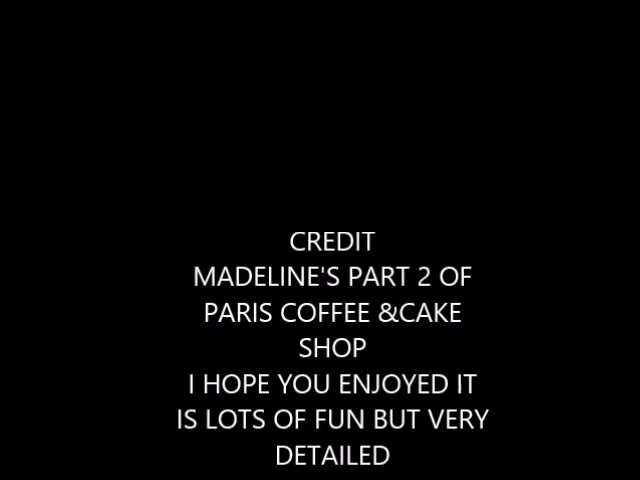 CREDIT
MADELINE'S PART 2 OF
PARIS COFFEE &CAKE
SHOP
I HOPE YOU ENJOYED IT
IS LOTS OF FUN BUT VERY
DETAILED